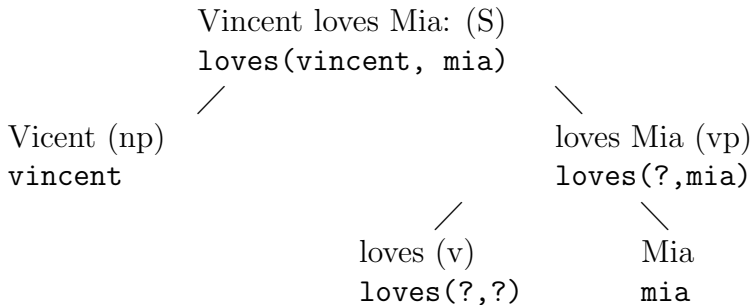 Vincent loves Mia: (S)
loves(vincent, mia)
Vicent (np)
vincent
loves Mia (vp)
loves(?,mia)
loves (v)
loves(?,?)
Mia
mia